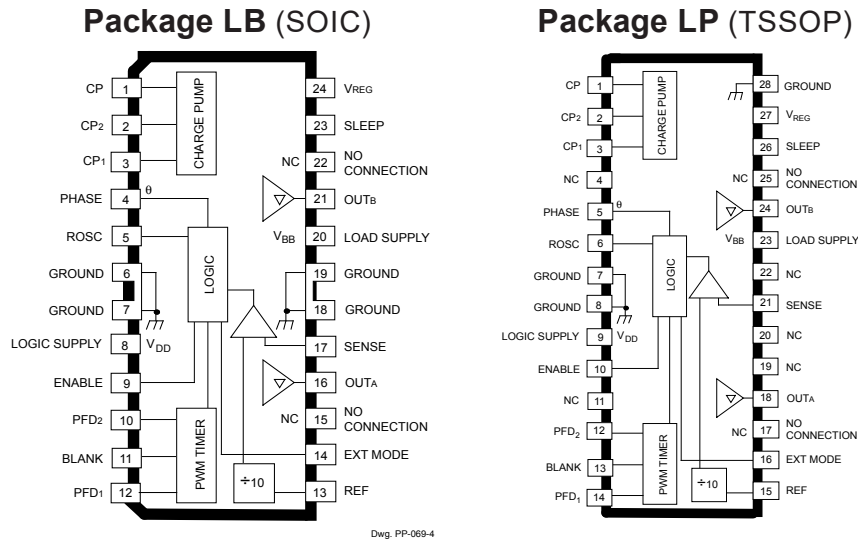 Package LB (SOIC)
CP 1
CP2 2
CP1 3
PHASE 4 θ
ROSC 5
GROUND 6
GROUND 7
LOGIC SUPPLY 8 VDD
ENABLE 9
PFD2 10
BLANK 11
PFD1 12
CHARGE PUMP
LOGIC
PWM TIMER
÷10
24 VREG
23 SLEEP
NC 22 NO
CONNECTION
21 OUTB
VBB 20 LOAD SUPPLY
19 GROUND
18 GROUND
17 SENSE
16 OUTA
NC 15 NO
CONNECTION
14 EXT MODE
13 REF
Dwg. PP-069-4
Package LP (TSSOP)
CP 1
CP2 2
CP1 3
NC 4
PHASE 5 θ
ROSC 6
GROUND 7
GROUND 8
LOGIC SUPPLY 9 VDD
ENABLE 10
NC 11
PFD2 12
BLANK 13
PFD1 14
CHARGE PUMP
LOGIC
PWM TIMER
÷10
28 GROUND
27 VREG
26 SLEEP
NC 25 NO
CONNECTION
24 OUTB
VBB 23 LOAD SUPPLY
22 NC
21 SENSE
20 NC
19 NC
18 OUTA
NC 17 NO
CONNECTION
16 EXT MODE
15 REF